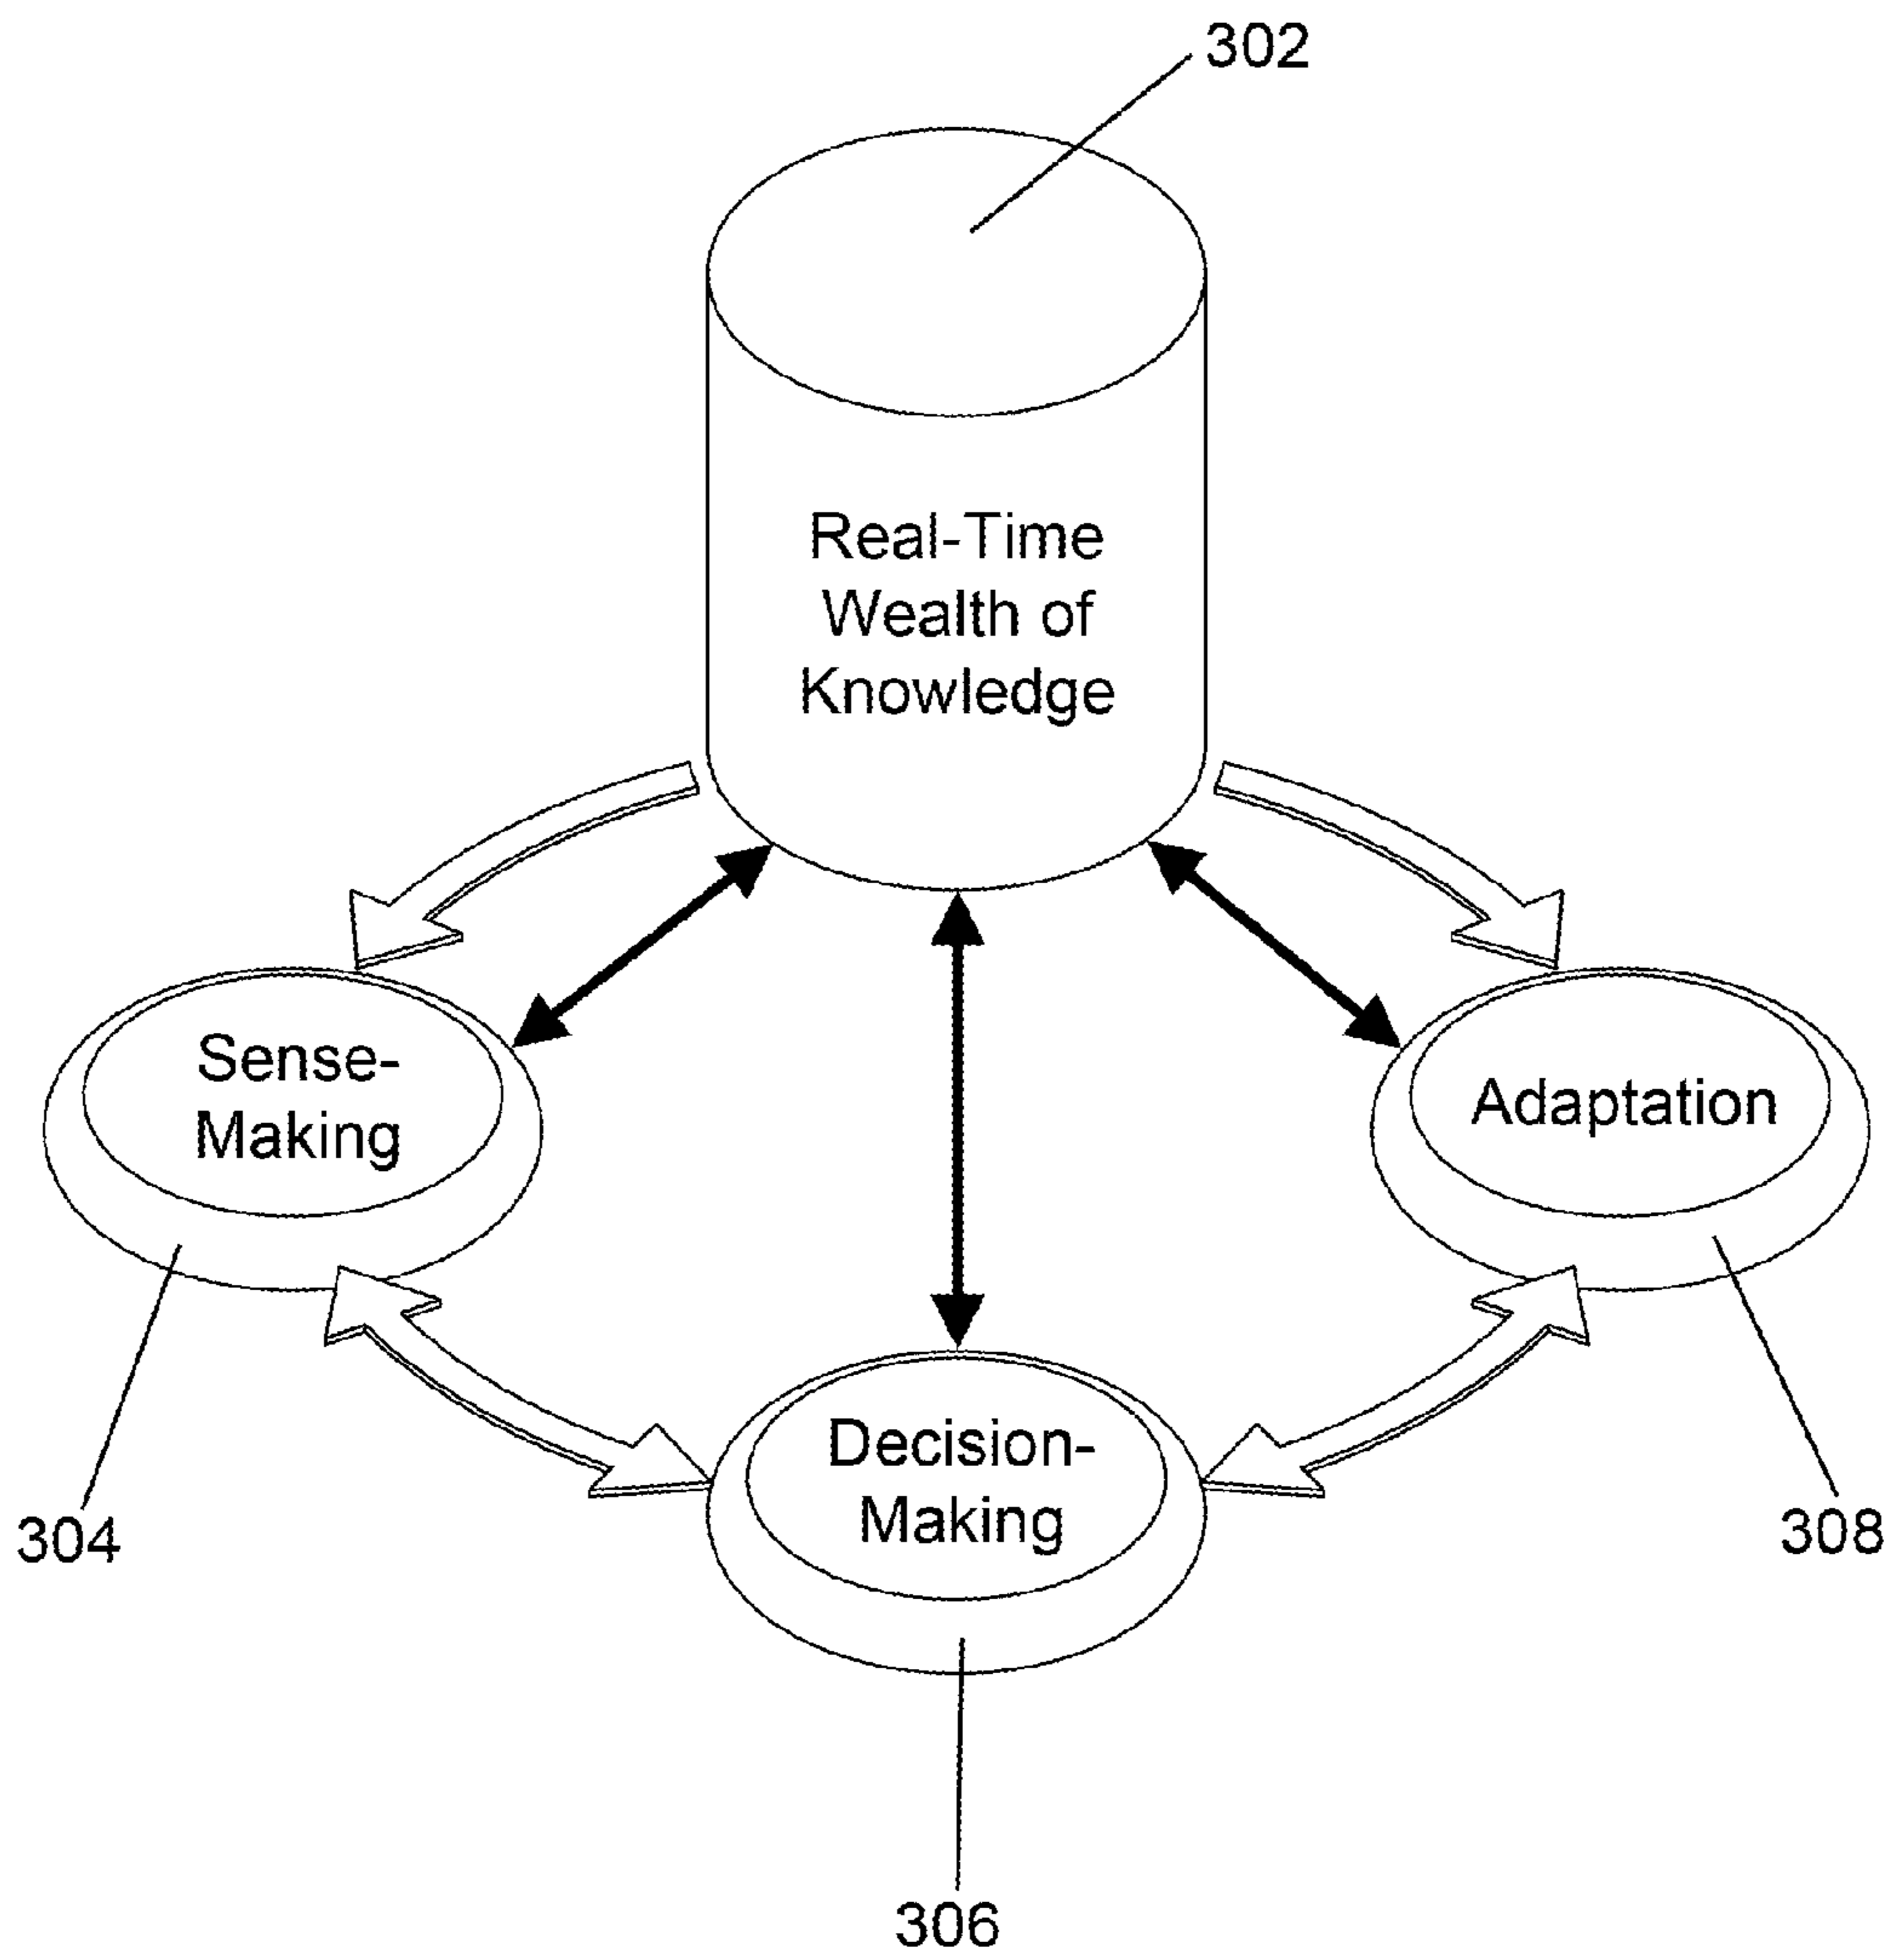 302
Real-Time
Wealth of
Knowledge
Sense-
Making
Adaptation
Decision-
Making
304
308
306